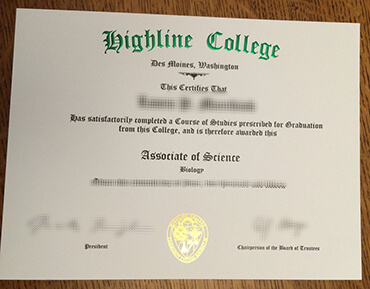 Highline College
Des Moines, Washington
This Certifies That
Has satisfactorily completed a Course of Studies prescribed for Graduation
from this College, and is therefore awarded this
Associate of Science
Biology
President
Chairperson of the Board of Trustees